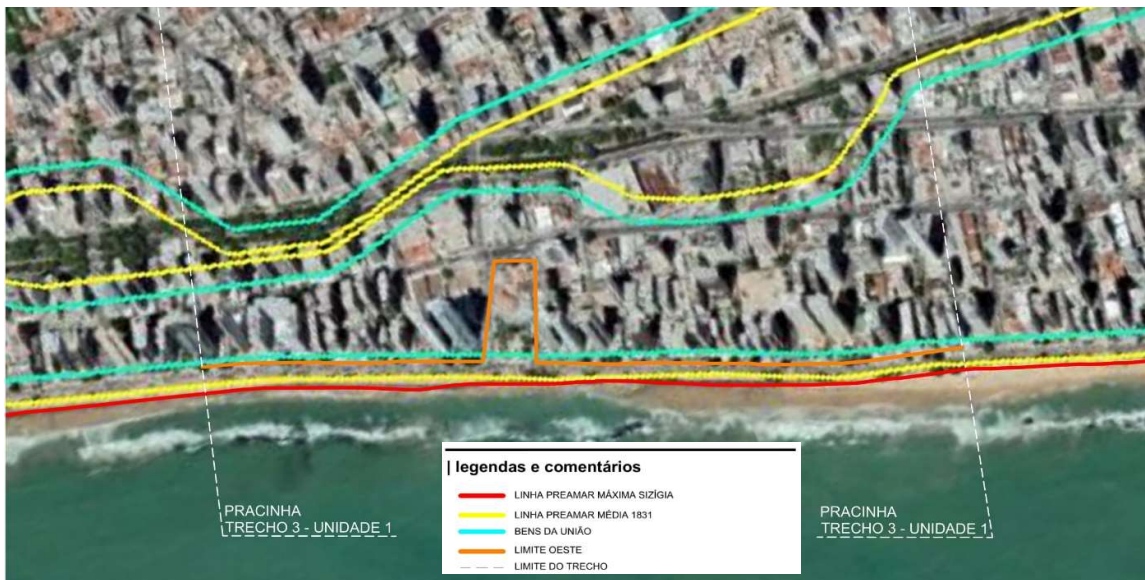 | legendas e comentários
LINHA PREAMAR MÁXIMA SIZÍGIA
LINHA PREAMAR MÉDIA 1831
BENS DA UNIÃO
LIMITE OESTE
LIMITE DO TRECHO
PRACINHA
TRECHO 3 - UNIDADE 1
PRACINHA
TRECHO 3 - UNIDADE 1